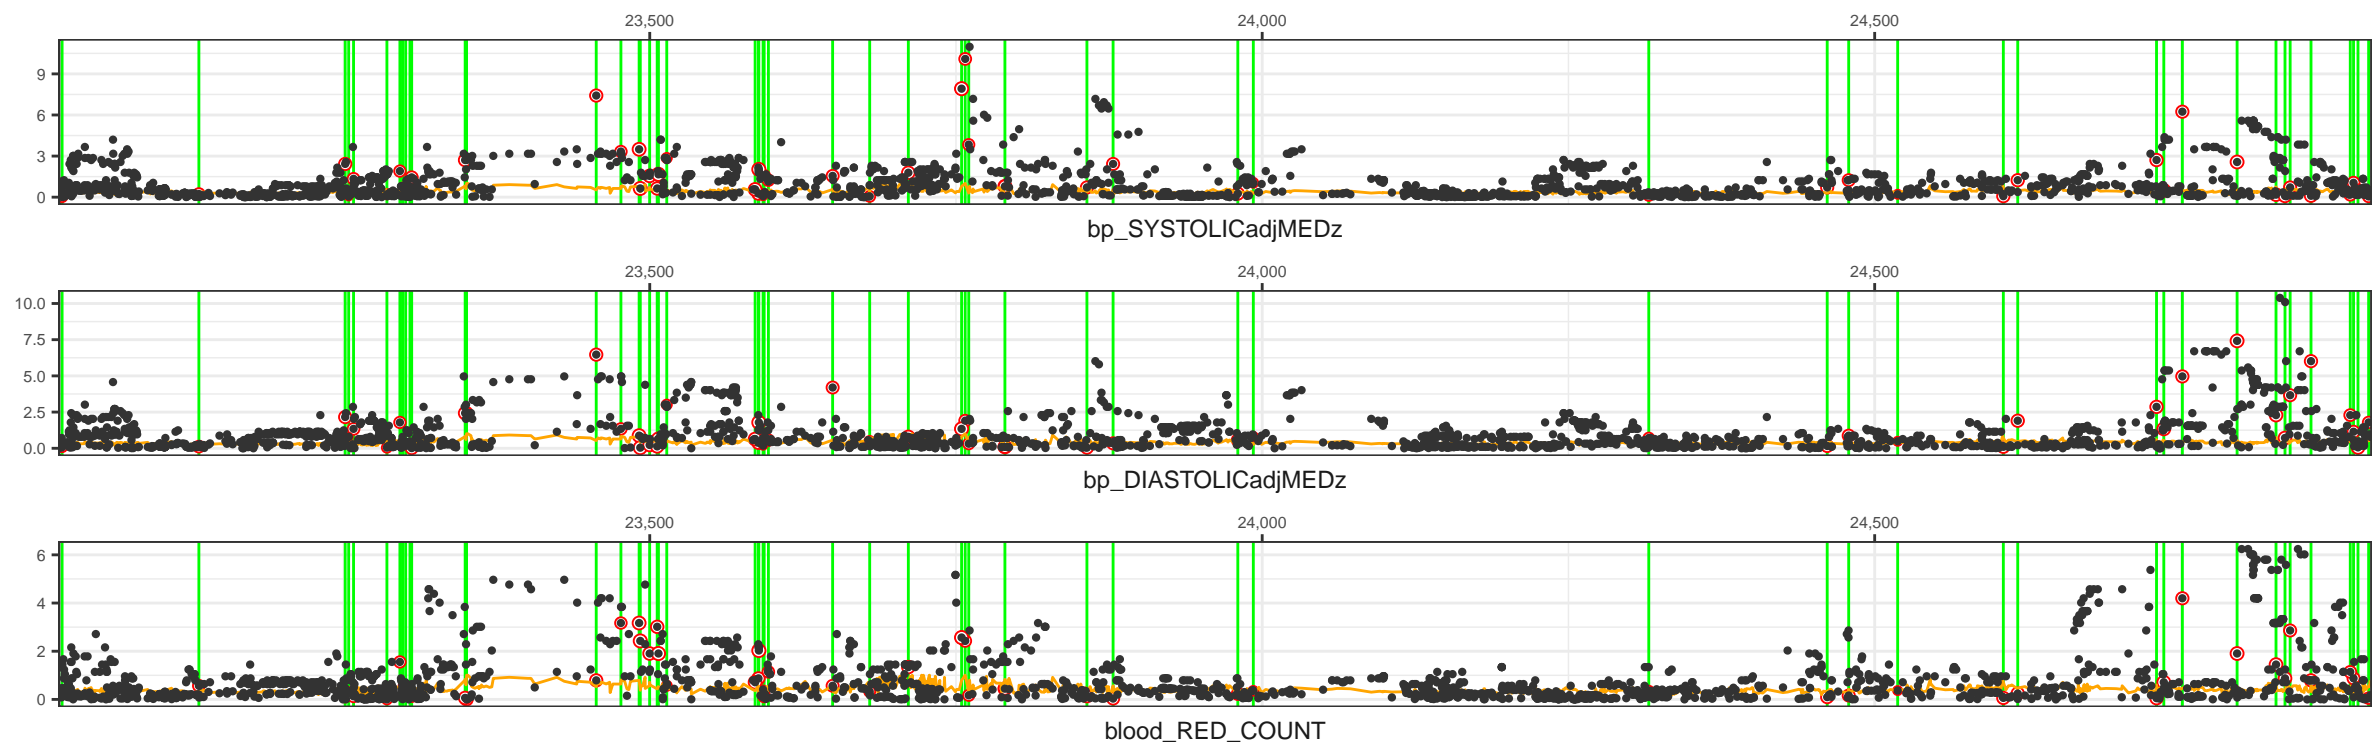 23,500 24,000 24,500
9
6
3
0
bp_SYSTOLICadjMEDz
23,500 24,000 24,500
10.0
7.5
5.0
2.5
0.0
bp_DIASTOLICadjMEDz
23,500 24,000 24,500
6
4
2
0
blood_RED_COUNT